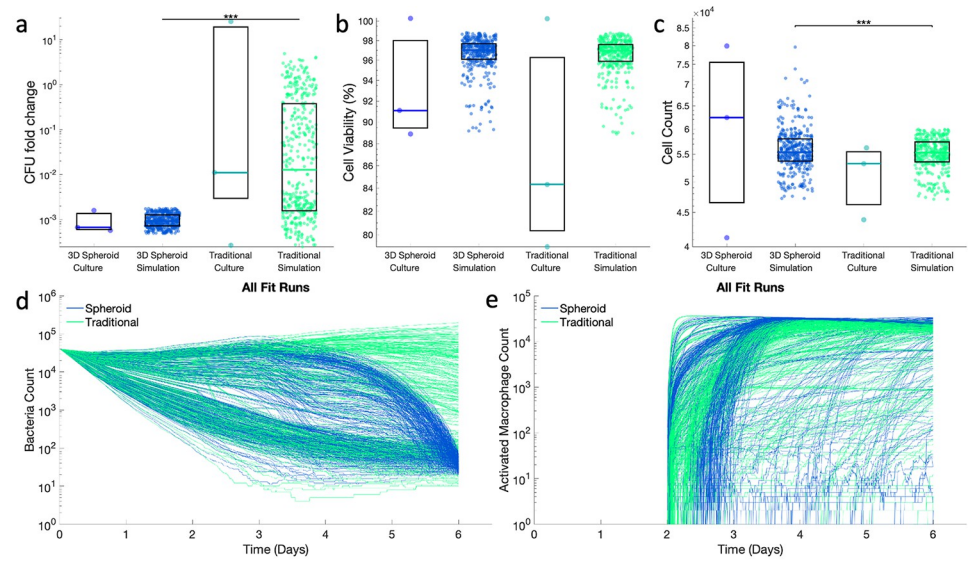 a
***
CFU fold change
10^1
10^0
10^-1
10^-2
10^-3
3D Spheroid Culture
3D Spheroid Simulation
Traditional Culture
Traditional Simulation
b
Cell Viability (%)
100
98
96
94
92
90
88
86
84
82
80
3D Spheroid Culture
3D Spheroid Simulation
Traditional Culture
Traditional Simulation
c
×10^4
***
Cell Count
8.5
8
7.5
7
6.5
6
5.5
5
4.5
4
3D Spheroid Culture
3D Spheroid Simulation
Traditional Culture
Traditional Simulation
d
All Fit Runs
Spheroid
Traditional
Bacteria Count
10^6
10^5
10^4
10^3
10^2
10^1
10^0
0 1 2 3 4 5 6
Time (Days)
e
All Fit Runs
Spheroid
Traditional
Activated Macrophage Count
10^5
10^4
10^3
10^2
10^1
10^0
0 1 2 3 4 5 6
Time (Days)